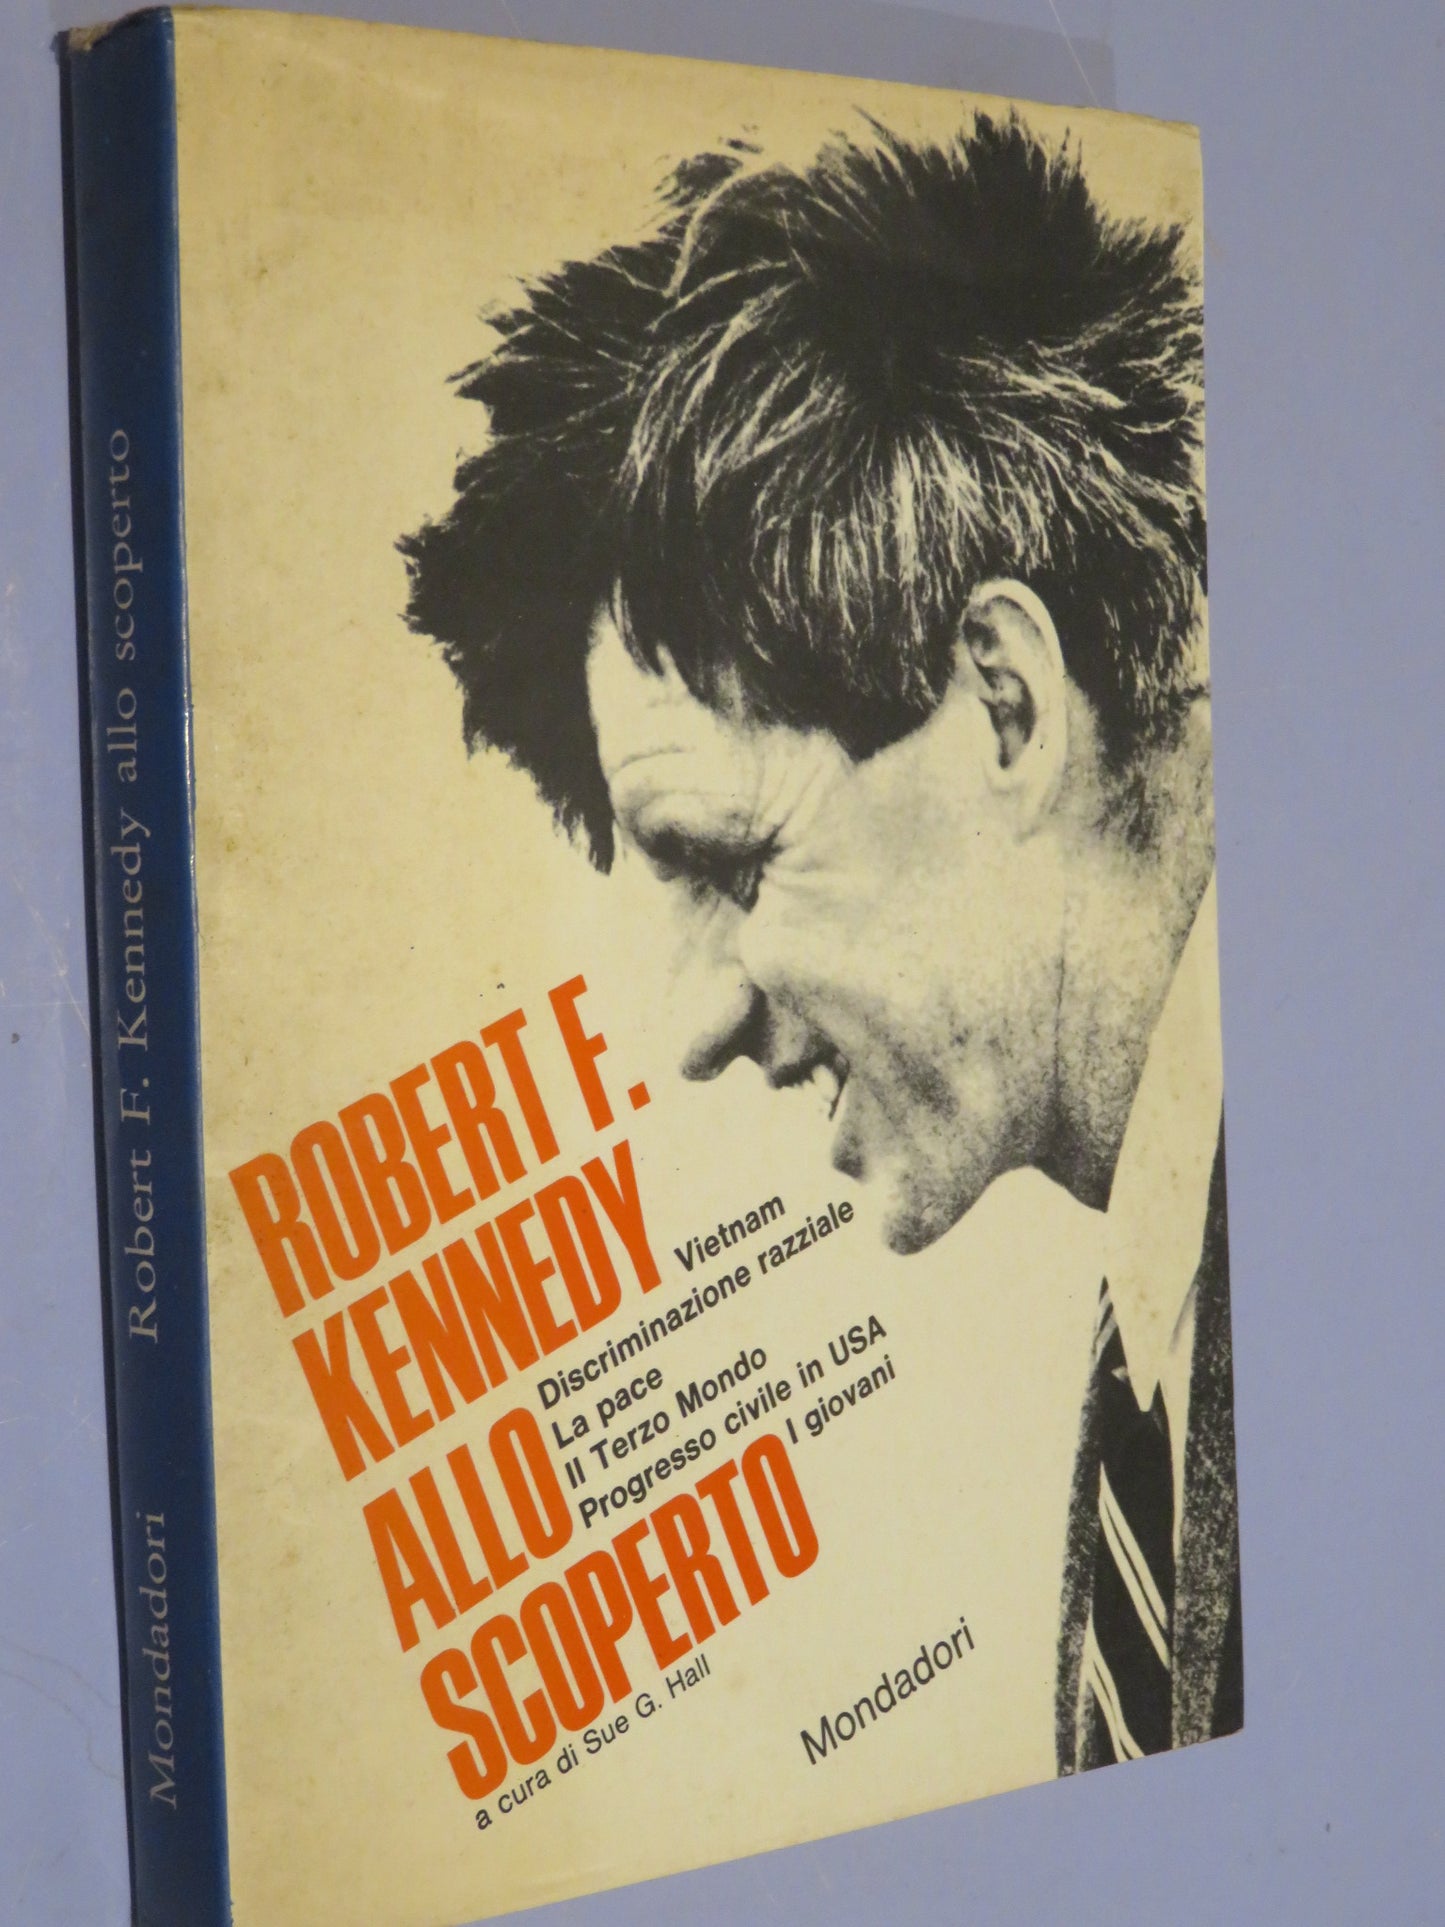 Mondadori Robert F. Kennedy allo scoperto
ROBERT F.
KENNEDY
ALLO
SCOPERTO
Vietnam
Discriminazione razziale
La pace
Il Terzo Mondo
Progresso civile in USA
I giovani
a cura di Sue G. Hall
Mondadori